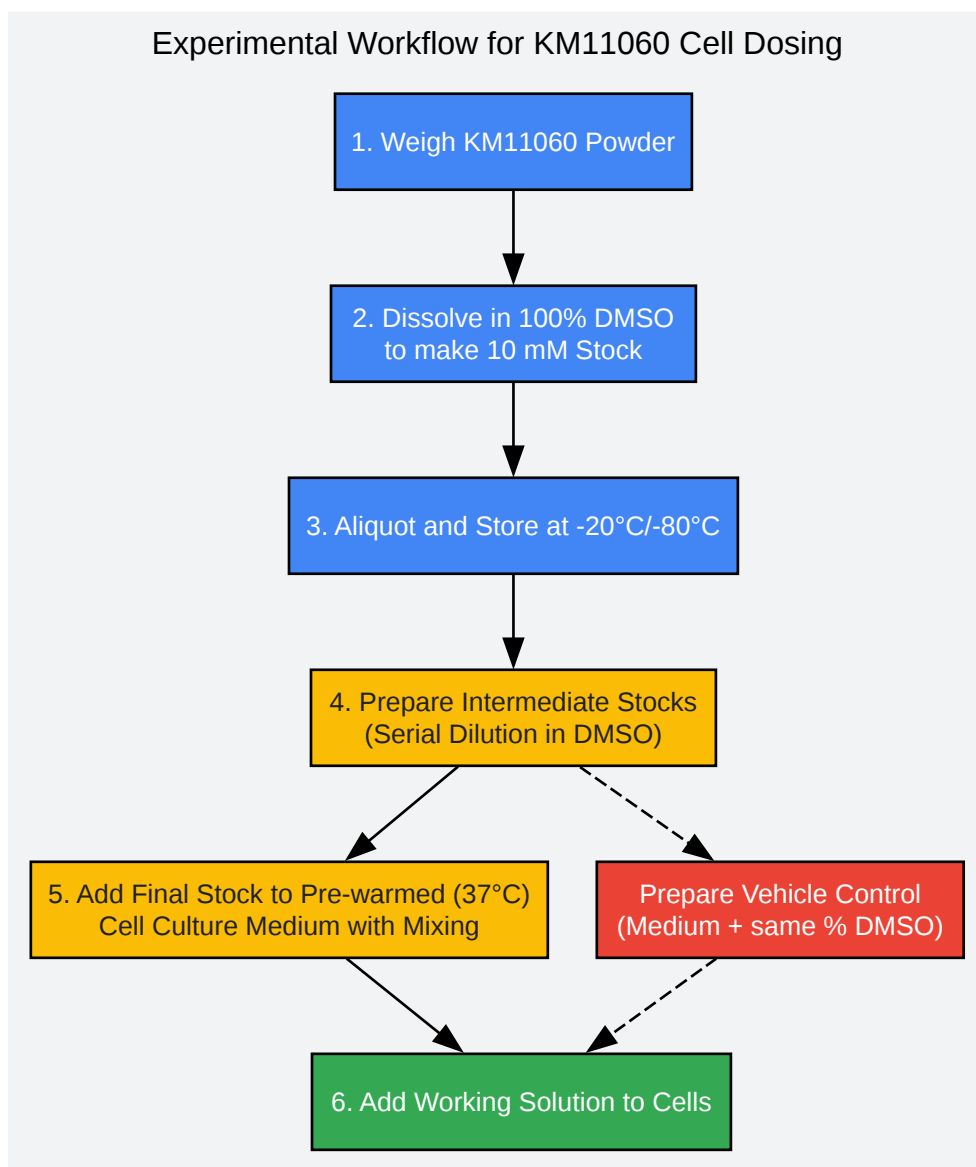 Experimental Workflow for KM11060 Cell Dosing
1. Weigh KM11060 Powder
2. Dissolve in 100% DMSO
to make 10 mM Stock
3. Aliquot and Store at -20°C/-80°C
4. Prepare Intermediate Stocks
(Serial Dilution in DMSO)
5. Add Final Stock to Pre-warmed (37°C)
Cell Culture Medium with Mixing
Prepare Vehicle Control
(Medium + same % DMSO)
6. Add Working Solution to Cells